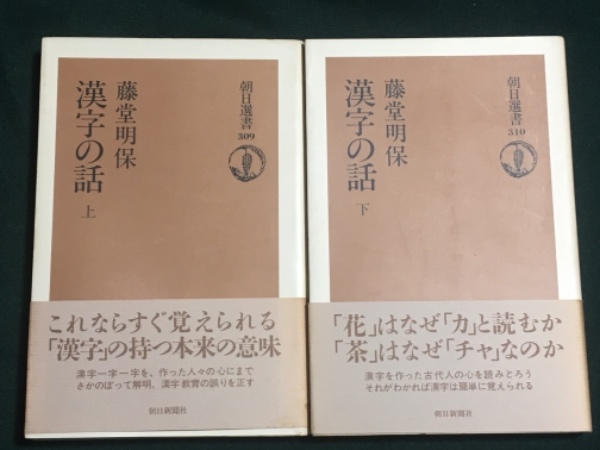 朝日選書
309
藤堂明保
漢字の話
上
これならすぐ覚えられる
「漢字」の持つ本来の意味
漢字一字一字を、作った人々の心にまで
さかのぼって解明。漢字教育の誤りを正す
朝日新聞社
朝日選書
310
藤堂明保
漢字の話
下
「花」はなぜ「カ」と読むか
「茶」はなぜ「チャ」なのか
漢字を作った古代人の心を読みとろう
それがわかれば漢字は簡単に覚えられる
朝日新聞社